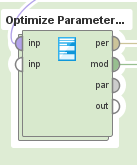 Optimize Parameter...
inp per
inp mod
par
out